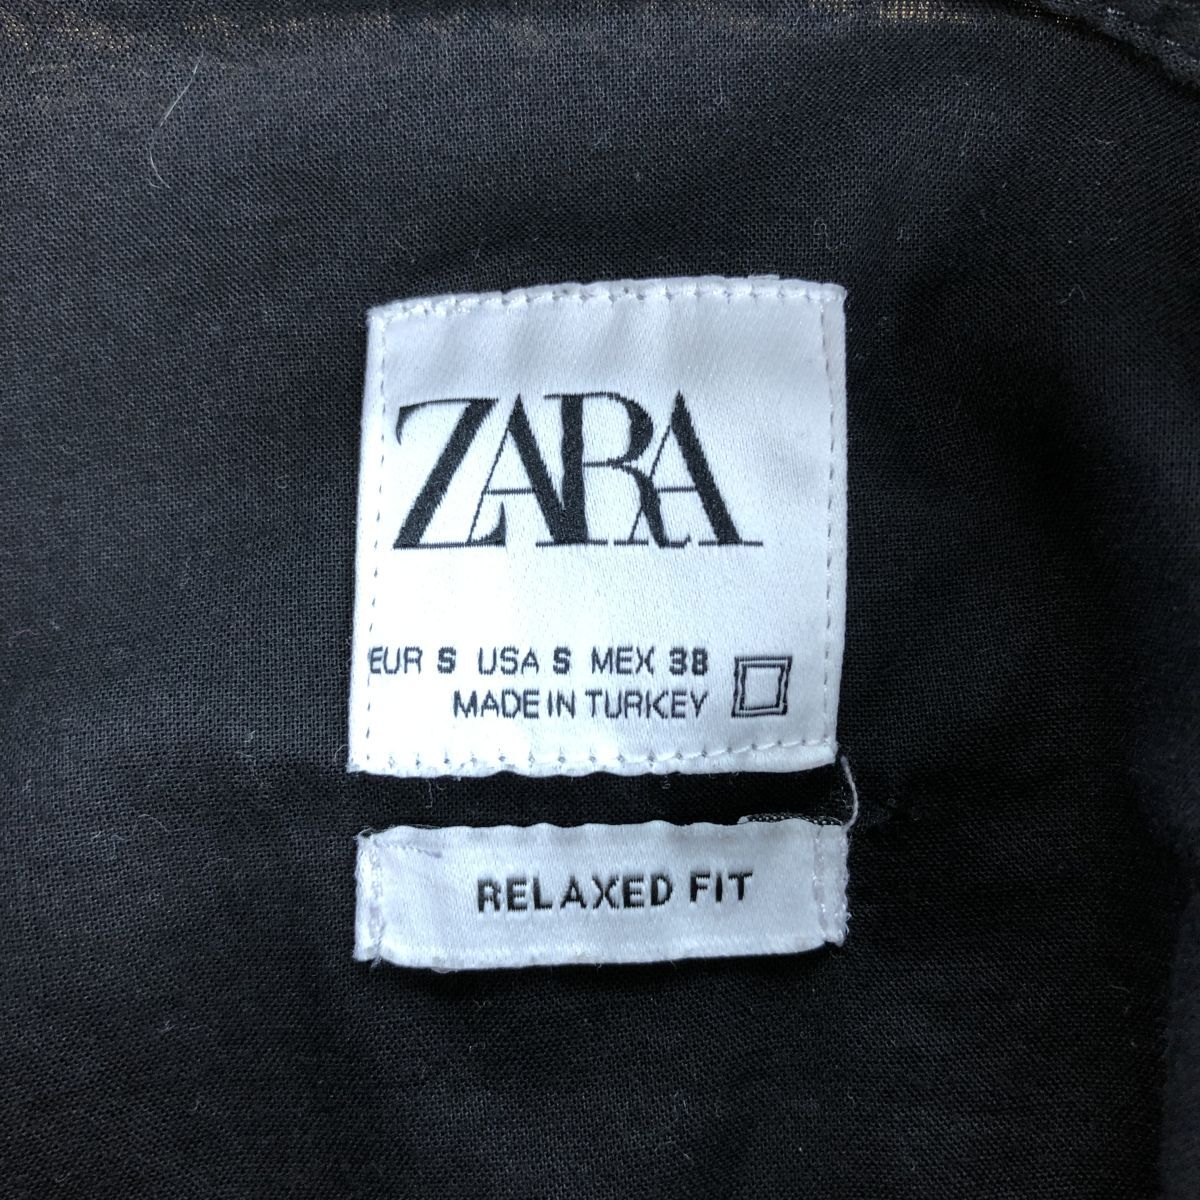 ZARA
EUR S USA S MEX 38
MADE IN TURKEY
RELAXED FIT